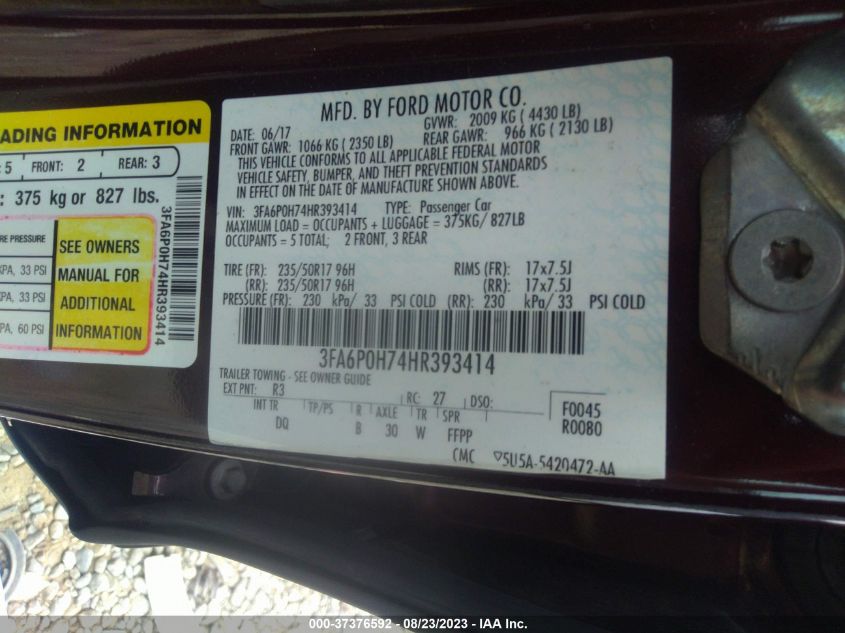 ADING INFORMATION
5 FRONT: 2 REAR: 3
: 375 kg or 827 lbs.
RE PRESSURE
KPA, 33 PSI
KPA, 33 PSI
PA, 60 PSI
SEE OWNERS
MANUAL FOR
ADDITIONAL
INFORMATION
3FA6P0H74HR393414
MFD. BY FORD MOTOR CO.
DATE: 06/17 GVWR: 2009 KG ( 4430 LB)
FRONT GAWR: 1066 KG ( 2350 LB) REAR GAWR: 966 KG ( 2130 LB)
THIS VEHICLE CONFORMS TO ALL APPLICABLE FEDERAL MOTOR
VEHICLE SAFETY, BUMPER, AND THEFT PREVENTION STANDARDS
IN EFFECT ON THE DATE OF MANUFACTURE SHOWN ABOVE.
VIN: 3FA6P0H74HR393414 TYPE: Passenger Car
MAXIMUM LOAD = OCCUPANTS + LUGGAGE = 375KG/ 827LB
OCCUPANTS = 5 TOTAL; 2 FRONT, 3 REAR
TIRE (FR): 235/50R17 96H RIMS (FR): 17x7.5J
(RR): 235/50R17 96H (RR): 17x7.5J
PRESSURE (FR): 230 kPa/ 33 PSI COLD (RR): 230 kPa/ 33 PSI COLD
3FA6P0H74HR393414
TRAILER TOWING - SEE OWNER GUIDE
EXT PNT: R3 RC: 27 DSO:
INT TR TP/PS R AXLE TR SPR F0045
DQ B 30 W FFPP R0080
CMC ▽5U5A-5420472-AA
000-37376592 - 08/23/2023 - IAA Inc.